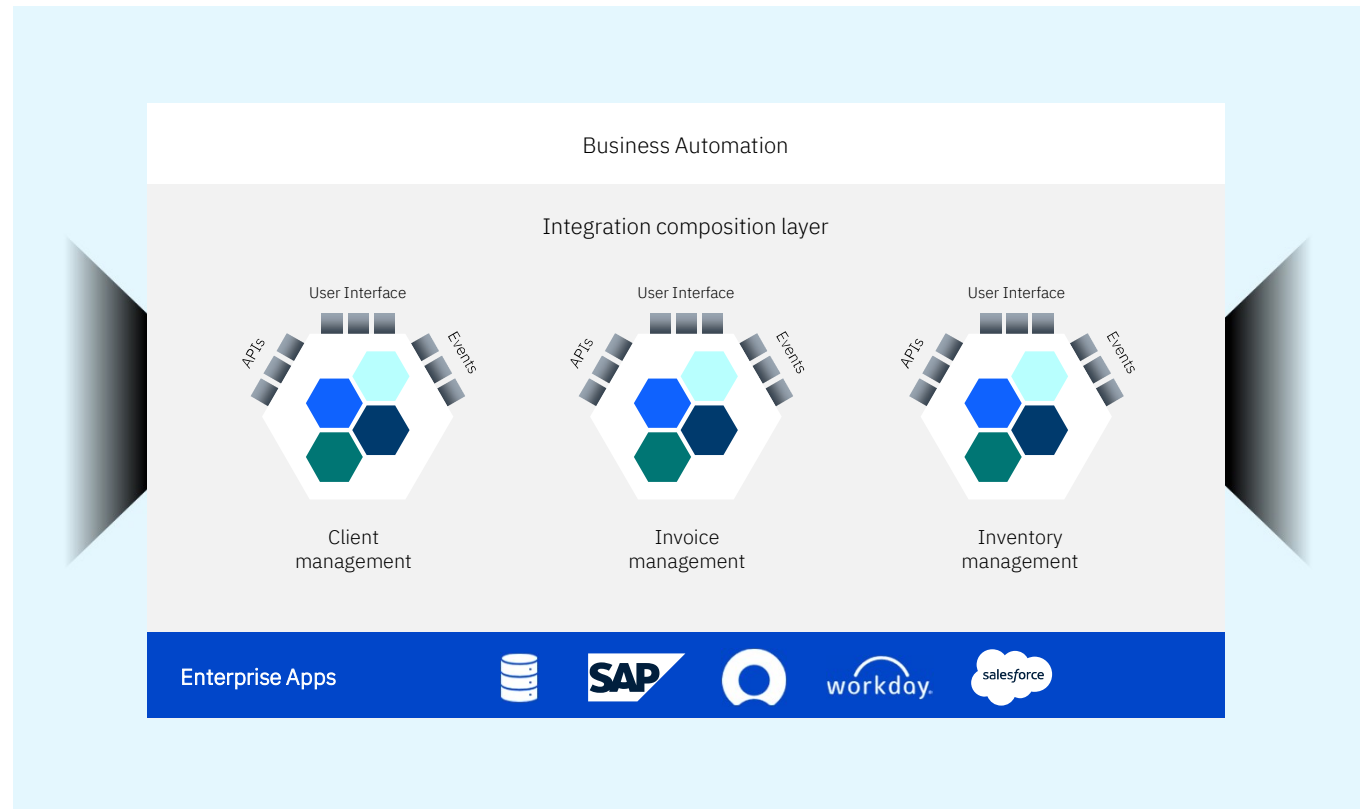 Business Automation
Integration composition layer
User Interface
APIs
Events
Client
management
User Interface
APIs
Events
Invoice
management
User Interface
APIs
Events
Inventory
management
Enterprise Apps
SAP
workday.
salesforce